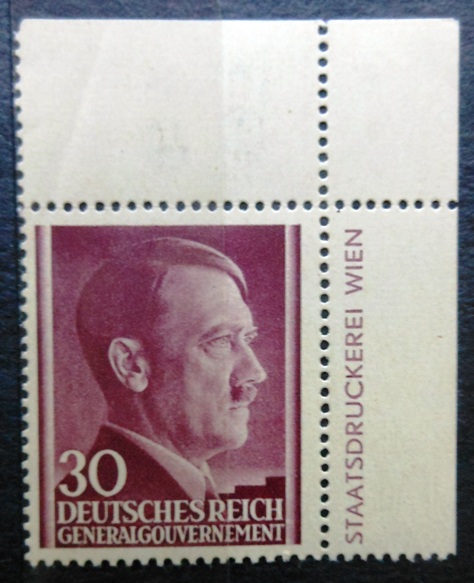 30
DEUTSCHES REICH
GENERALGOUVERNEMENT
STAATSDRUCKEREI WIEN